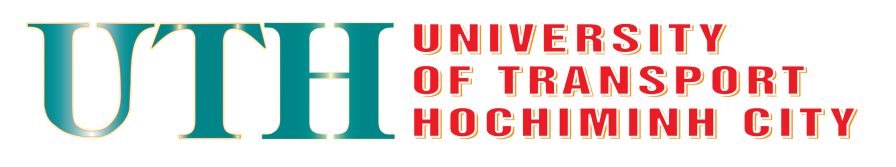 UTH
UNIVERSITY
OF TRANSPORT
HOCHIMINH CITY